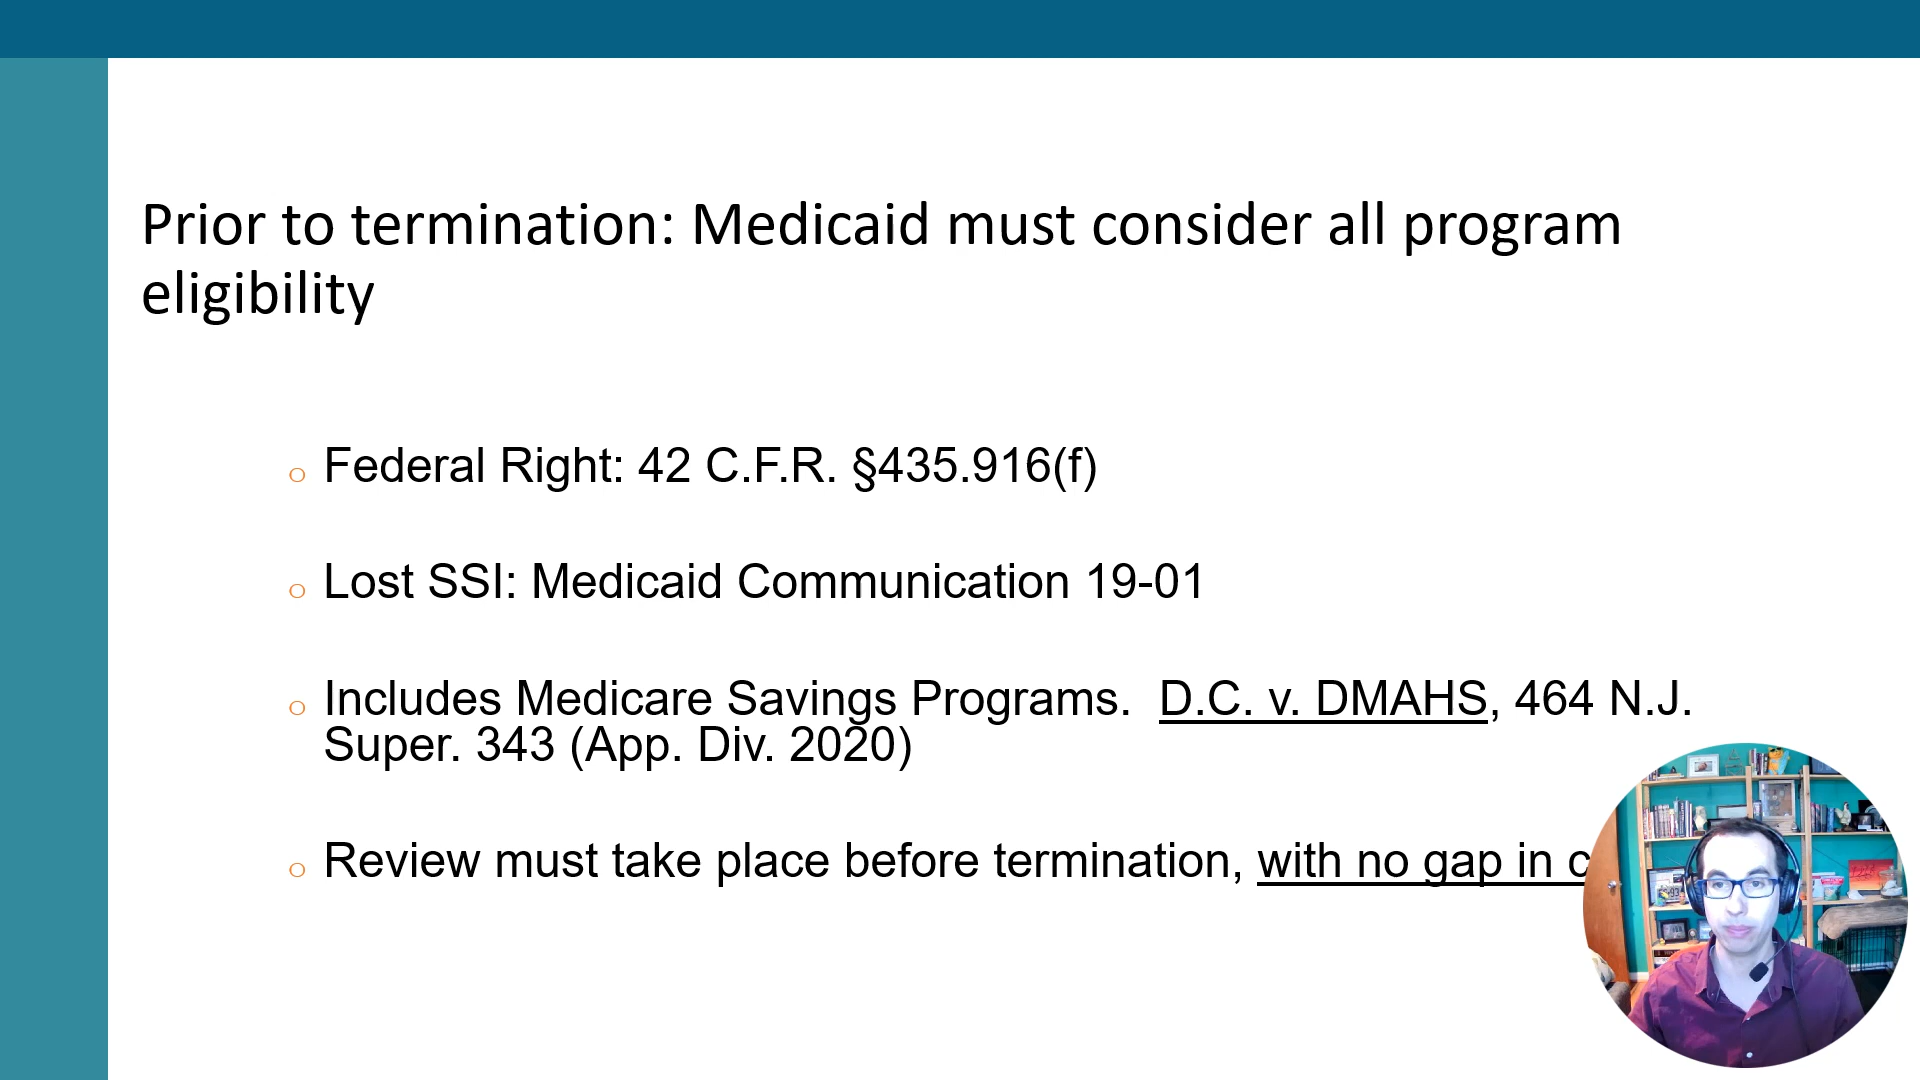 Prior to termination: Medicaid must consider all program
eligibility
Federal Right: 42 C.F.R. §435.916(f)
Lost SSI: Medicaid Communication 19-01
Includes Medicare Savings Programs. D.C. v. DMAHS, 464 N.J.
Super. 343 (App. Div. 2020)
Review must take place before termination, with no gap in